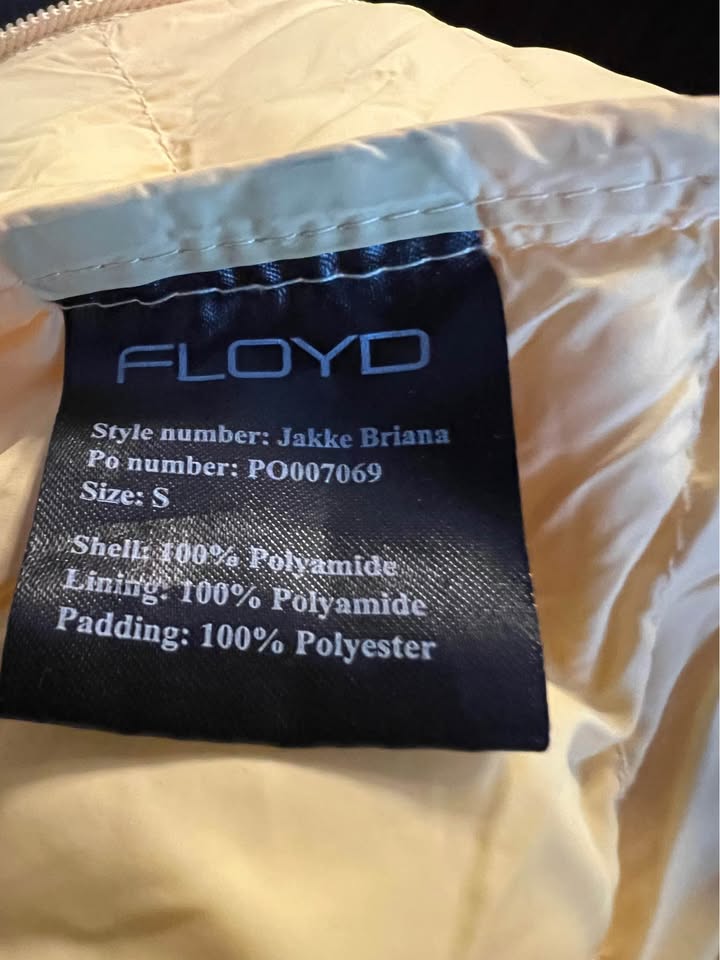 FLOYD
Style number: Jakke Briana
Po number: PO007069
Size: S
Shell: 100% Polyamide
Lining: 100% Polyamide
Padding: 100% Polyester